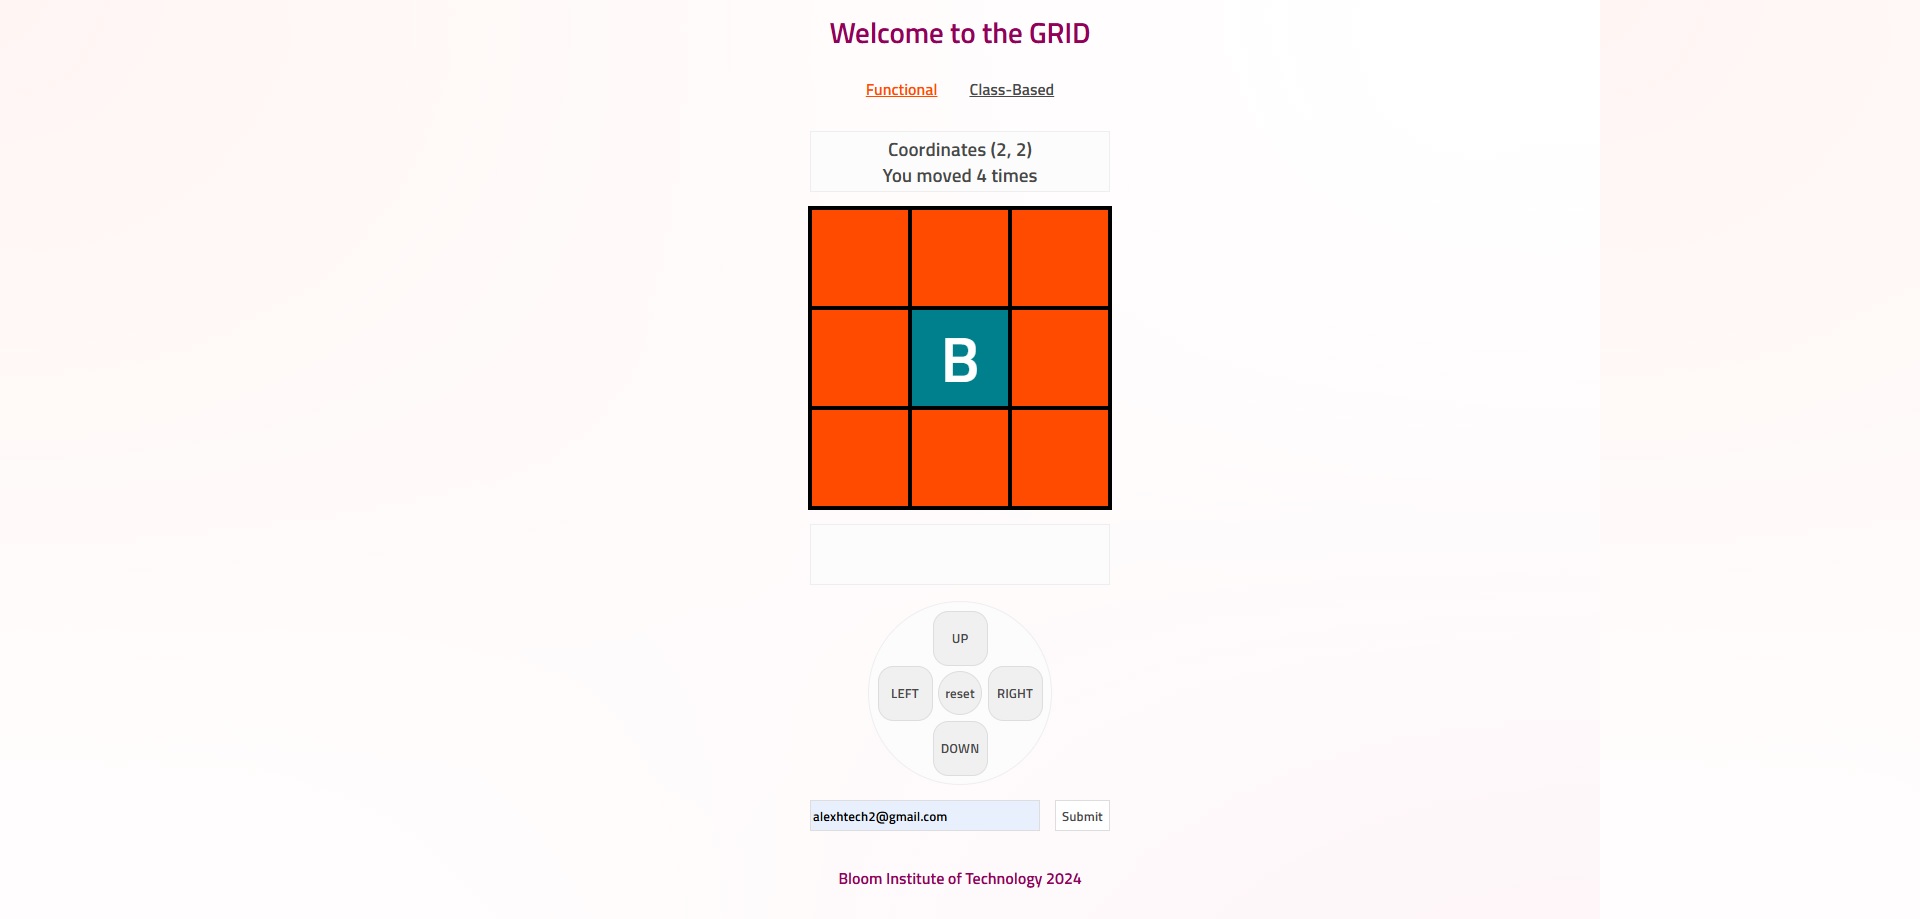 Welcome to the GRID
Functional Class-Based
Coordinates (2, 2)
You moved 4 times
B
UP
LEFT reset RIGHT
DOWN
alexhtech2@gmail.com Submit
Bloom Institute of Technology 2024